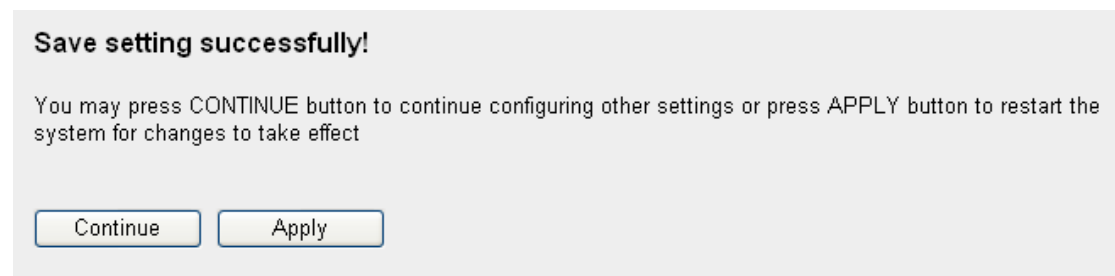 Save setting successfully!
You may press CONTINUE button to continue configuring other settings or press APPLY button to restart the
system for changes to take effect
Continue
Apply